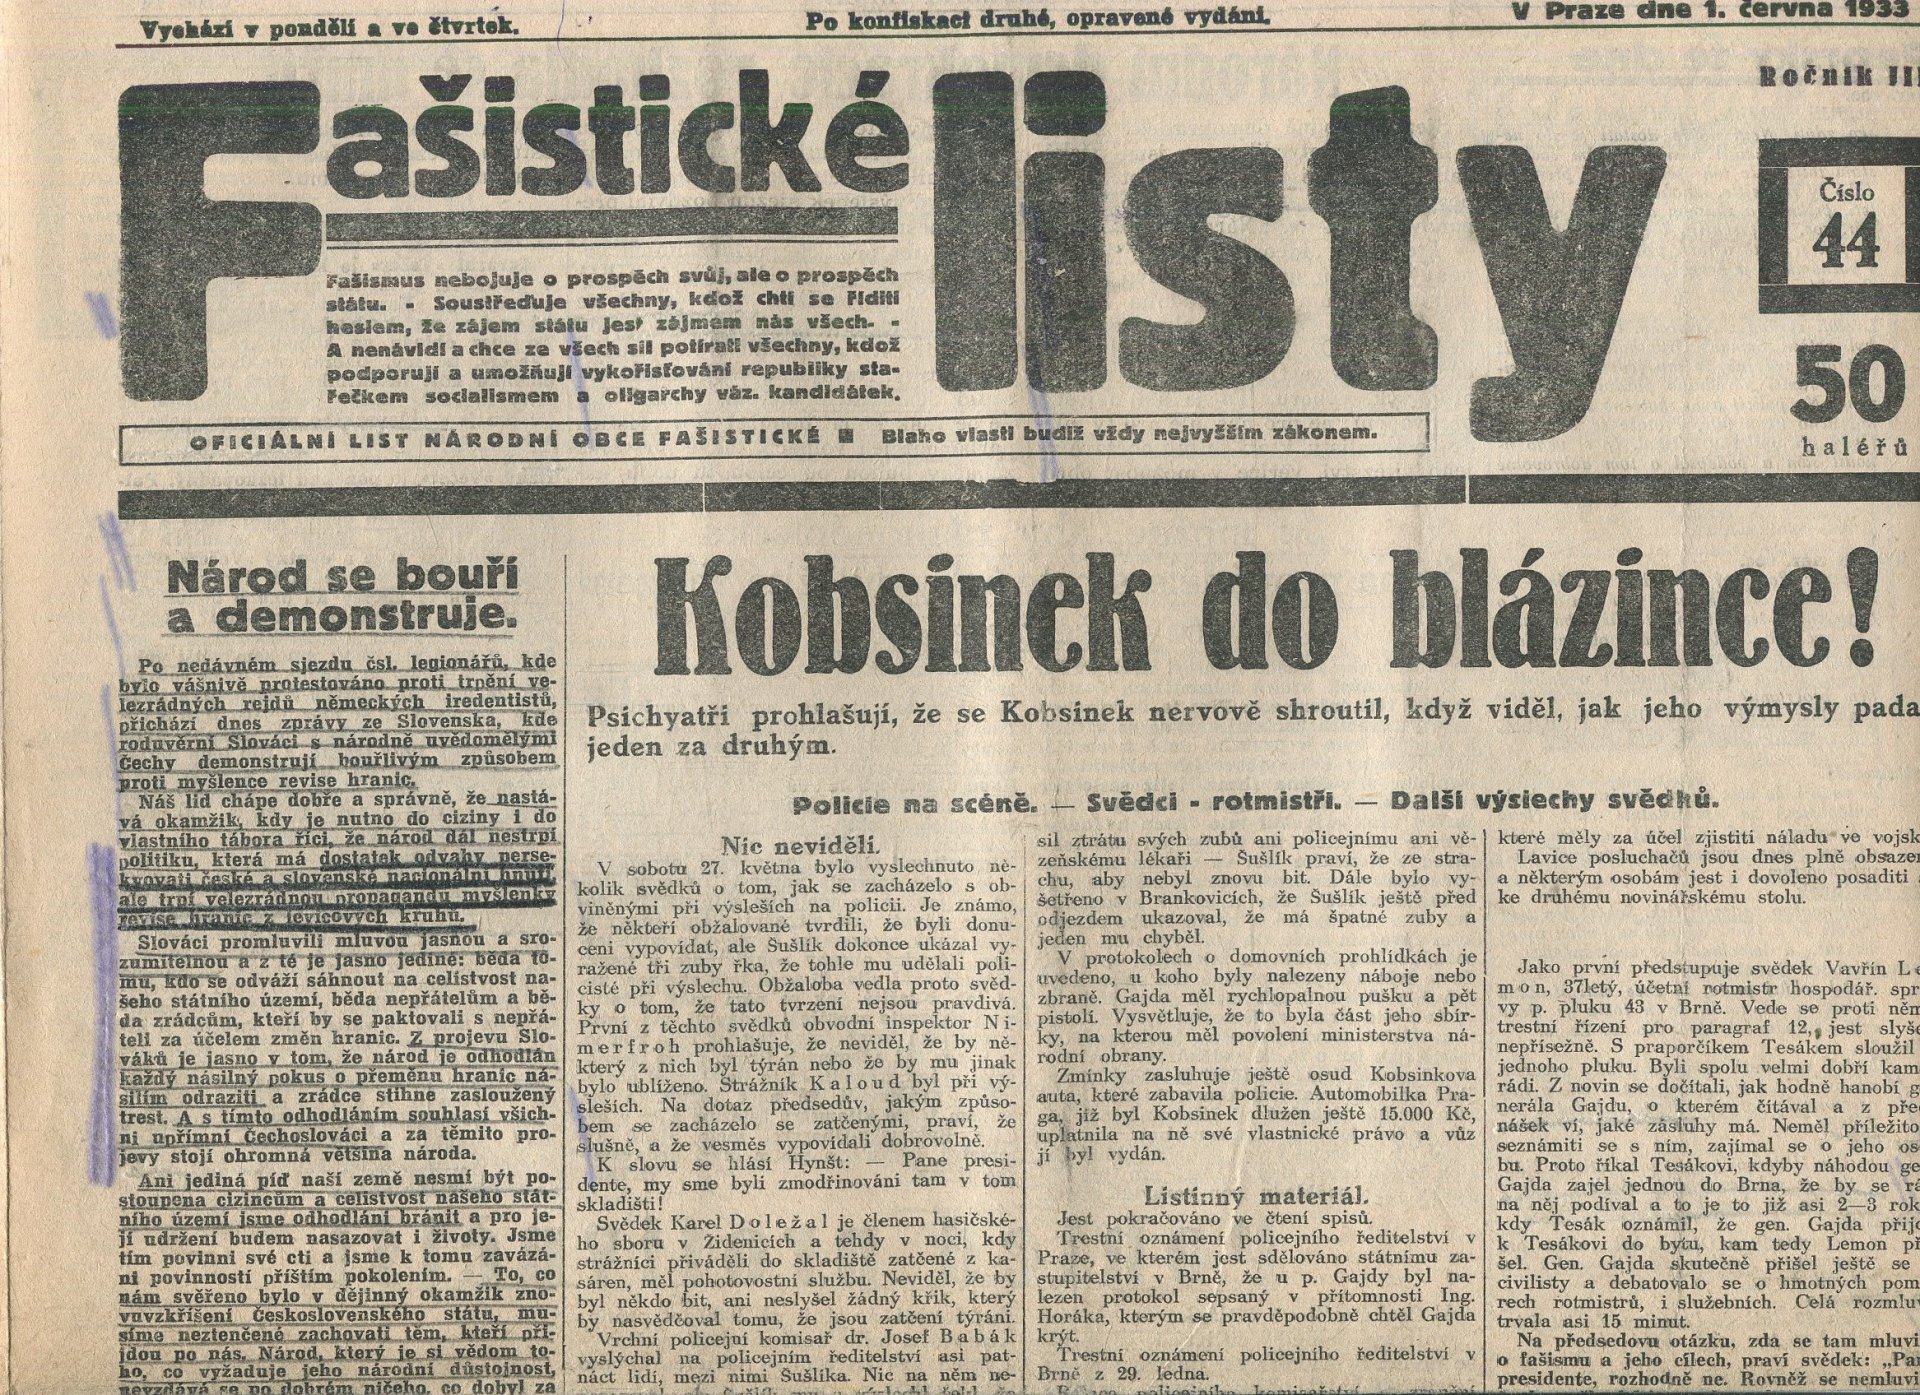 Vychází v pondělí a ve čtvrtek.
Po konfiskaci druhé, opravené vydání.
V Praze dne 1. června 1933
Fašistické listy
Ročník III
Číslo
44
50
haléřů
Fašismus nebojuje o prospěch svůj, ale o prospěch
státu. - Soustřeďuje všechny, kdož chtí se říditi
heslem, že zájem státu jest zájmem nás všech. -
A nenávidí a chce ze všech sil potírati všechny, kdož
podporují a umožňují vykořisťování republiky sta-
řečkem socialismem a oligarchy váz. kandidátek.
OFICIÁLNÍ LIST NÁRODNÍ OBCE FAŠISTICKÉ ■ Blaho vlasti budiž vždy nejvyšším zákonem.
Národ se bouří
a demonstruje.
Po nedávném sjezdu čsl. legionářů, kde
bylo vášnivě protestováno proti trpění ve-
lezrádných rejdů německých iredentistů,
přichází dnes zprávy ze Slovenska, kde
roduvěrní Slováci s národně uvědomělými
Čechy demonstrují bouřlivým způsobem
proti myšlence revise hranic.
Náš lid chápe dobře a správně, že nastá-
vá okamžik, kdy je nutno do ciziny i do
vlastního tábora říci, že národ dál nestrpí
politiku, která má dostatek odvahy perse-
kvovati české a slovenské nacionální hnutí,
ale trpí velezrádnou propagandu myšlenky
revise hranic z levicových kruhů.
Slováci promluvili mluvou jasnou a sro-
zumitelnou a z té je jasno jediné: běda to-
mu, kdo se odváží sáhnout na celistvost na-
šeho státního území, běda nepřátelům a bě-
da zrádcům, kteří by se paktovali s nepřá-
teli za účelem změn hranic. Z projevu Slo-
váků je jasno v tom, že národ je odhodlán
každý násilný pokus o přeměnu hranic ná-
silím odraziti a zrádce stihne zasloužený
trest. A s tímto odhodláním souhlasí všich-
ni upřímní Čechoslováci a za těmito pro-
jevy stojí ohromná většina národa.
Ani jediná píď naší země nesmí být po-
stoupena cizincům a celistvost našeho stát-
ního území jsme odhodláni bránit a pro je-
jí udržení budem nasazovat i životy. Jsme
tím povinni své cti a jsme k tomu zavázá-
ni povinností příštím pokolením. — To, co
nám svěřeno bylo v dějinný okamžik zno-
vuvzkříšení Československého státu, mu-
síme neztenčené zachovati těm, kteří při-
jdou po nás. Národ, který je si vědom to-
ho, co vyžaduje jeho národní důstojnost,
nevzdává se po dobrém ničeho, co dobyl za
Kobsinek do blázince!
Psichyatři prohlašují, že se Kobsinek nervově shroutil, když viděl, jak jeho výmysly pada
jeden za druhým.
Policie na scéně. — Svědci - rotmistři. — Další výslechy svědků.
Nic neviděli.
V sobotu 27. května bylo vyslechnuto ně-
kolik svědků o tom, jak se zacházelo s ob-
viněnými při výsleších na policii. Je známo,
že někteří obžalované tvrdili, že byli donu-
ceni vypovídat, ale Sušlík dokonce ukázal vy-
ražené tři zuby řka, že tohle mu udělali poli-
cisté při výslechu. Obžaloba vedla proto svěd-
ky o tom, že tato tvrzení nejsou pravdivá.
První z těchto svědků obvodní inspektor Ni-
merfroh prohlašuje, že neviděl, že by ně-
který z nich byl týrán nebo že by mu jinak
bylo ublíženo. Strážník Kaloud byl při vý-
sleších. Na dotaz předsedův, jakým způso-
bem se zacházelo se zatčenými, praví, že
slušně, a že vesměs vypovídali dobrovolně.
K slovu se hlásí Hynšt: — Pane presi-
dente, my sme byli zmodřinováni tam v tom
skladišti!
Svědek Karel Doležal je členem hasičské-
ho sboru v Židenicích a tehdy v noci, kdy
strážníci přiváděli do skladiště zatčené z ka-
sáren, měl pohotovostní službu. Neviděl, že by
byl někdo bit, ani neslyšel žádný křik, který
by nasvědčoval tomu, že jsou zatčení týráni.
Vrchní policejní komisař dr. Josef Babák
vyslýchal na policejním ředitelství asi pat-
náct lidí, mezi nimi Sušlíka. Nic na něm ne-
sil ztrátu svých zubů ani policejnímu ani vě-
zeňskému lékaři — Sušlík praví, že ze stra-
chu, aby nebyl znovu bit. Dále bylo vy-
šetřeno v Brankovicích, že Sušlík ještě před
odjezdem ukazoval, že má špatné zuby a
jeden mu chyběl.
V protokolech o domovních prohlídkách je
uvedeno, u koho byly nalezeny náboje nebo
zbraně. Gajda měl rychlopalnou pušku a pět
pistolí. Vysvětluje, že to byla část jeho sbír-
ky, na kterou měl povolení ministerstva ná-
rodní obrany.
Zmínky zasluhuje ještě osud Kobsinkova
auta, které zabavila policie. Automobilka Pra-
ga, již byl Kobsinek dlužen ještě 15.000 Kč,
uplatnila na ně své vlastnické právo a vůz
jí byl vydán.
Listinný materiál.
Jest pokračováno ve čtení spisů.
Trestní oznámení policejního ředitelství v
Praze, ve kterém jest sdělováno státnímu za-
stupitelství v Brně, že u p. Gajdy byl na-
lezen protokol sepsaný v přítomnosti Ing.
Horáka, kterým se pravděpodobně chtěl Gajda
krýt.
Trestní oznámení policejního ředitelství v
Brně z 29. ledna.
které měly za účel zjistiti náladu ve vojsk
Lavice posluchačů jsou dnes plně obsazen
a některým osobám jest i dovoleno posaditi
ke druhému novinářskému stolu.
Jako první předstupuje svědek Vavřín Le
mon, 37letý, účetní rotmistr hospodář. spr
vy p. pluku 43 v Brně. Vede se proti něm
trestní řízení pro paragraf 12, jest slyše
nepřísežně. S praporčíkem Tesákem sloužil
jednoho pluku. Byli spolu velmi dobří kam
rádi. Z novin se dočítali, jak hodně hanobí g
nerála Gajdu, o kterém čítával a z pře
nášek ví, jaké zásluhy má. Neměl příležito
seznámiti se s ním, zajímal se o jeho os
bu. Proto říkal Tesákovi, kdyby náhodou ge
Gajda zajel jednou do Brna, že by se rá
na něj podíval a to je to již asi 2—3 rok
kdy Tesák oznámil, že gen. Gajda přije
k Tesákovi do bytu, kam tedy Lemon př
šel. Gen. Gajda skutečně přišel ještě se
civilisty a debatovalo se o hmotných pom
rech rotmistrů, i služebních. Celá rozmluv
trvala asi 15 minut.
Na předsedovu otázku, zda se tam mluvi
o fašismu a jeho cílech, praví svědek: „Pan
presidente, rozhodně ne. Rovněž se nemluvi